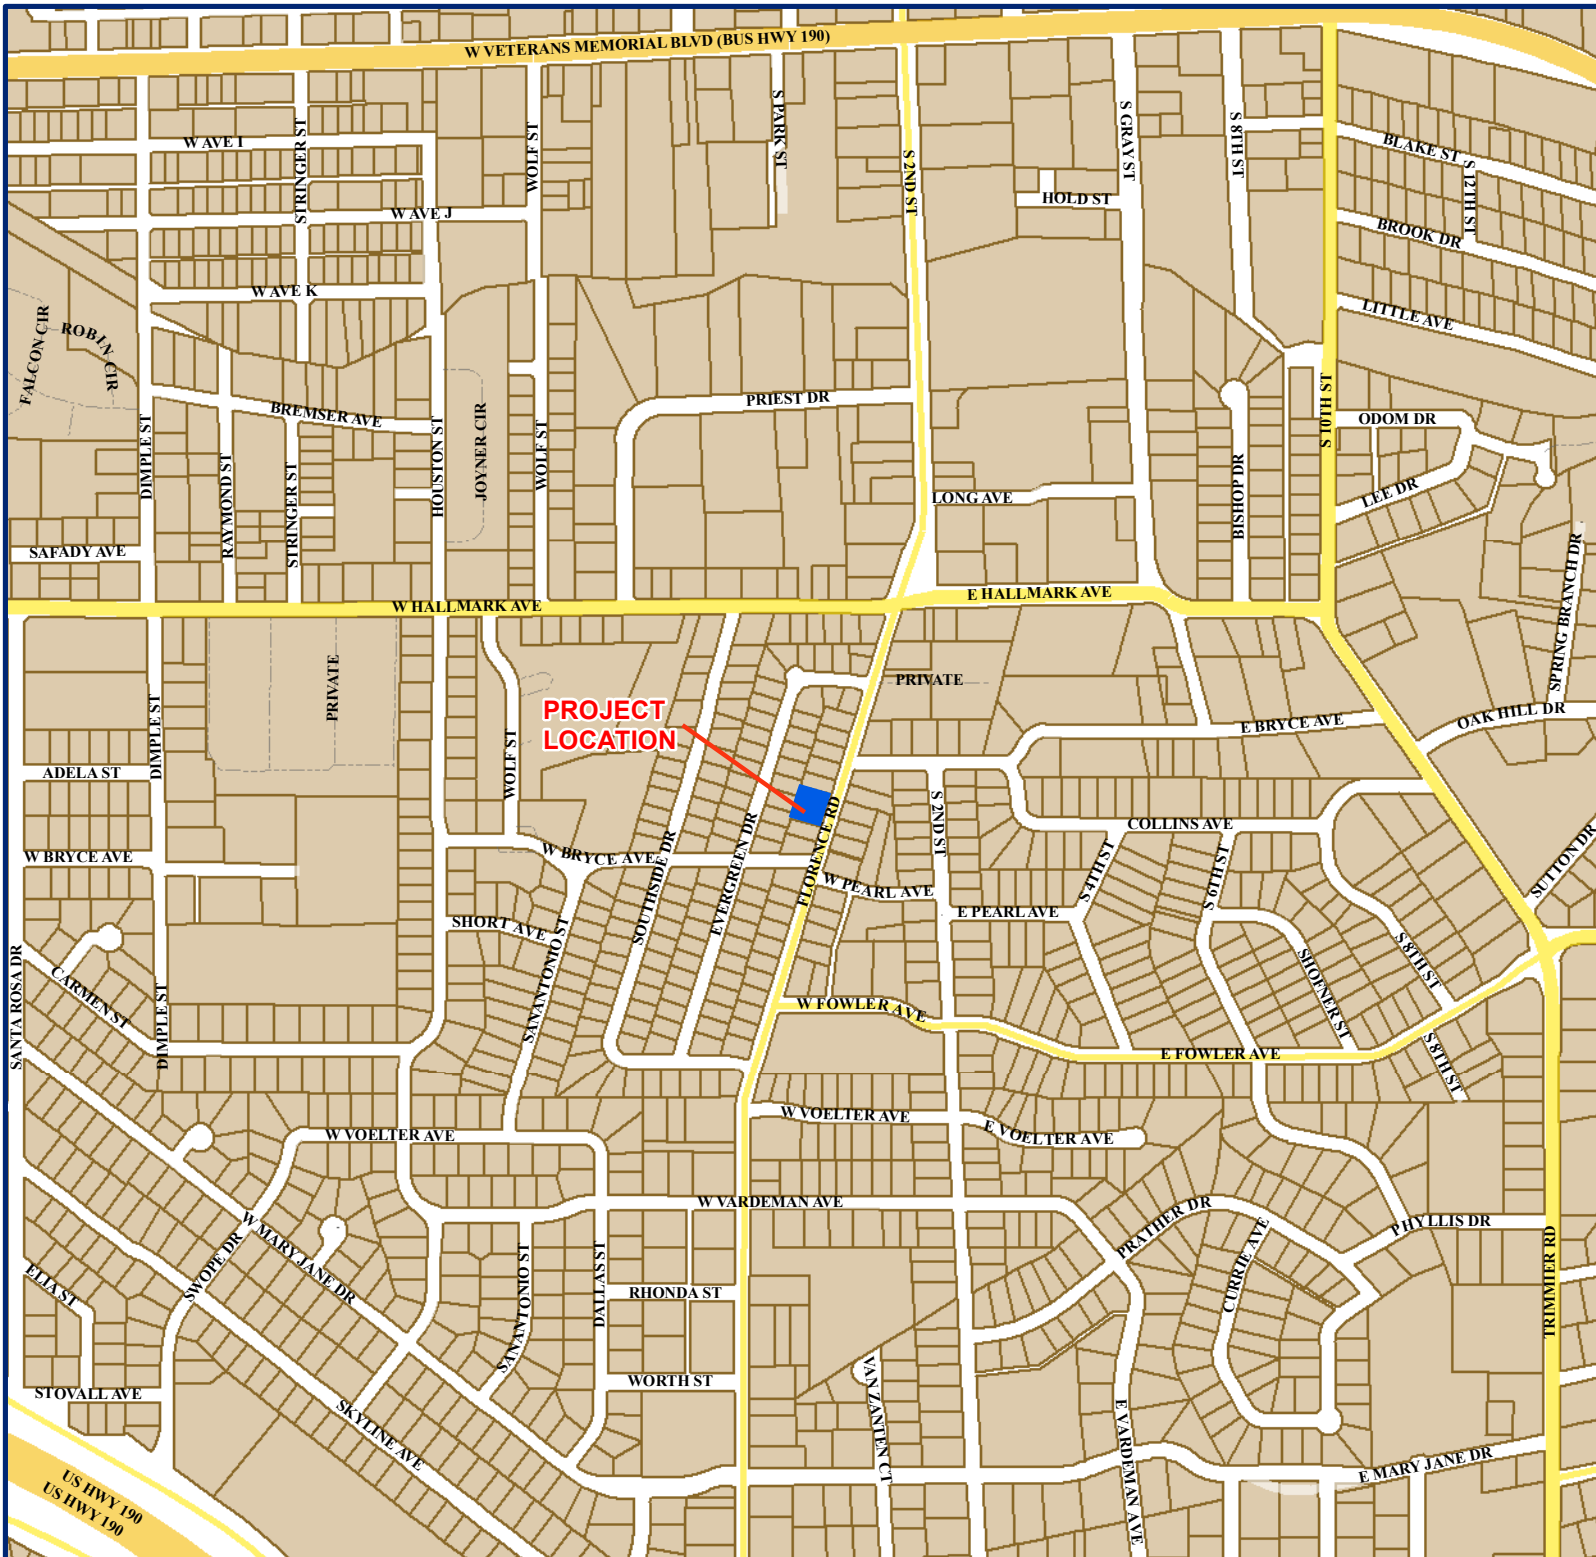 W VETERANS MEMORIAL BLVD (BUS HWY 190)
W AVE I
STRINGER ST
WOLF ST
S PARK ST
S 2ND ST
S GRAY ST
S 8TH ST
BLAKE ST
S 12TH ST
HOLD ST
W AVE J
BROOK DR
W AVE K
LITTLE AVE
FALCON CIR
ROBIN CIR
BREMSER AVE
PRIEST DR
DIMPLE ST
RAYMOND ST
STRINGER ST
HOUSTON ST
JOYNER CIR
WOLF ST
S 10TH ST
ODOM DR
LEE DR
BISHOP DR
LONG AVE
SAFADY AVE
SPRING BRANCH DR
W HALLMARK AVE
E HALLMARK AVE
PRIVATE
PRIVATE
DIMPLE ST
PROJECT
LOCATION
E BRYCE AVE
OAK HILL DR
WOLF ST
ADELA ST
S 2ND ST
COLLINS AVE
W BRYCE AVE
W BRYCE AVE
SOUTHSIDE DR
EVERGREEN DR
FLORENCE RD
W PEARL AVE
E PEARL AVE
S 4TH ST
S 6TH ST
SUTTON DR
SHORT AVE
SANANTONIO ST
S 8TH ST
SHOFNER ST
SANTA ROSA DR
CARMEN ST
DIMPLE ST
W FOWLER AVE
E FOWLER AVE
S 8TH ST
W VOELTER AVE
W VOELTER AVE
E VOELTER AVE
W VARDEMAN AVE
PRATHER DR
PHYLLIS DR
CURRIE AVE
TRIMMIER RD
W MARY JANE DR
SWOPE DR
ELIA ST
SANANTONIO ST
DALLAS ST
RHONDA ST
WORTH ST
STOVALL AVE
SKYLINE AVE
VAN ZANTEN CT
E VARDEMAN AVE
E MARY JANE DR
US HWY 190
US HWY 190